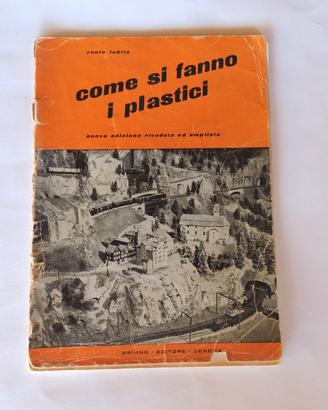 come si fanno
i plastici
nuova edizione riveduta ed ampliata
BRIANO - EDITORE - GENOVA